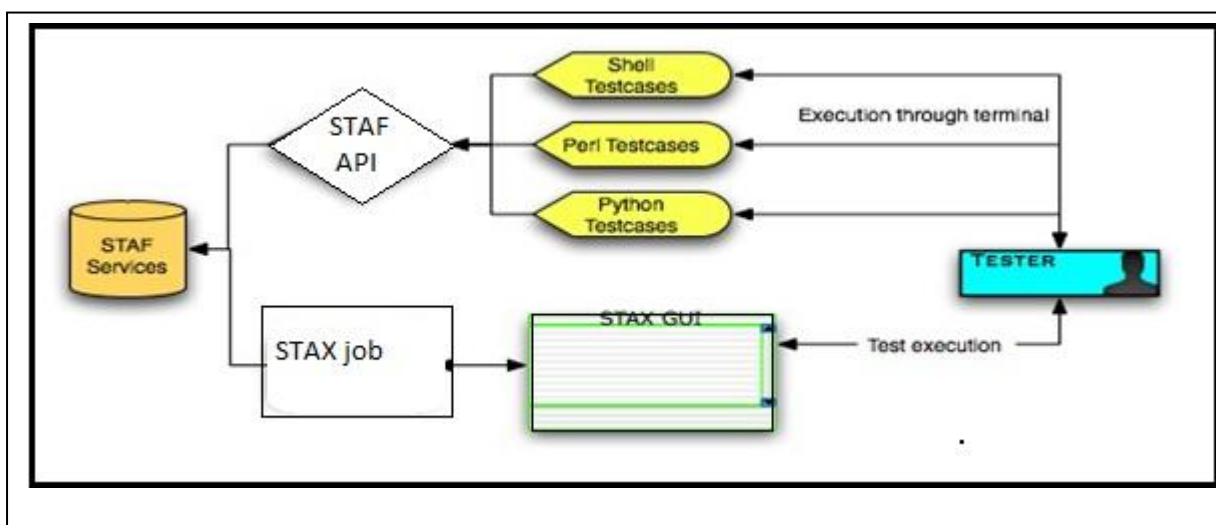 Shell
Testcases
STAF
API
Execution through terminal
Perl Testcases
Python
Testcases
STAF
Services
TESTER
STAX GUI
STAX job
Test execution